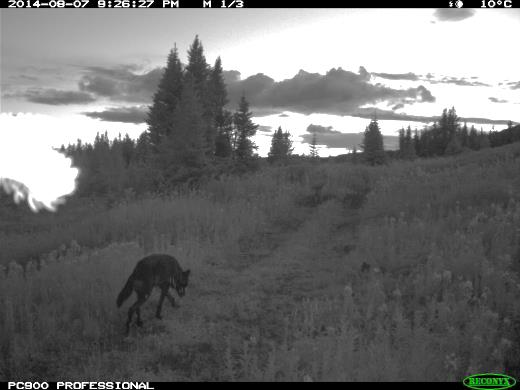 2014-08-07 9:26:27 PM M 1/3 10°C
PC900 PROFESSIONAL
RECONYX